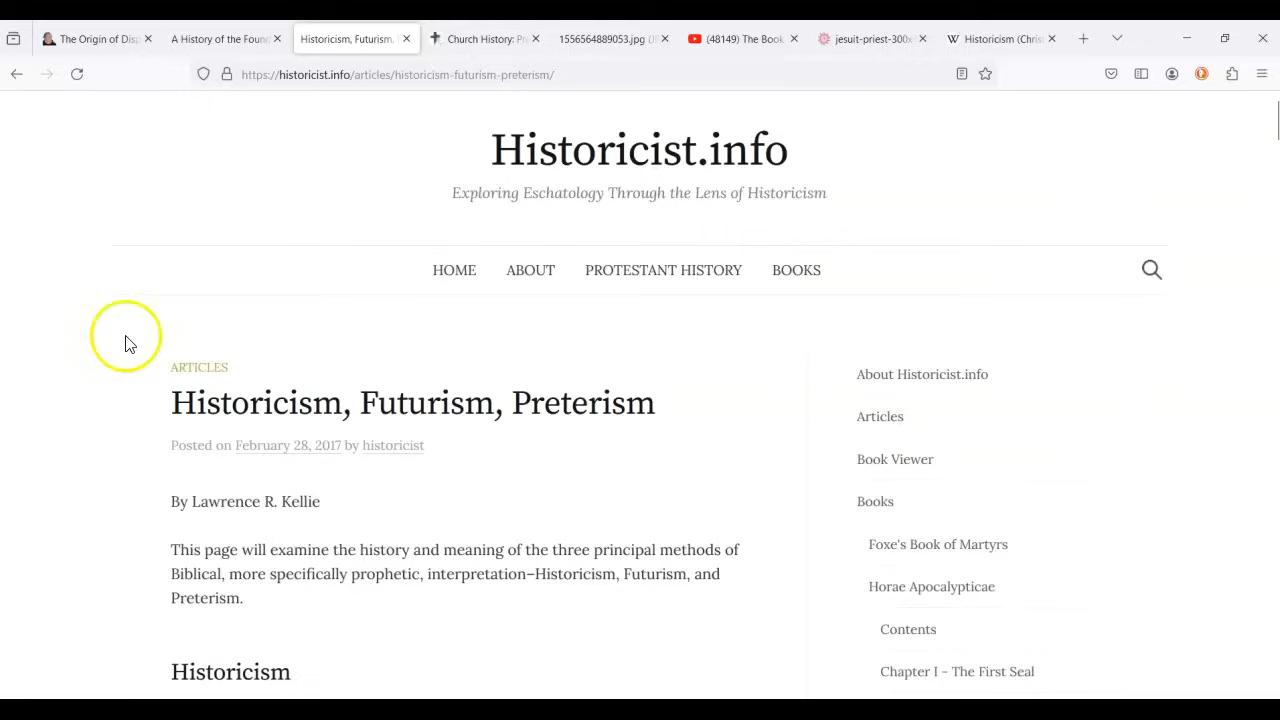 The Origin of Disp
A History of the Foun
Historicism, Futurism,
Church History: Pre
1556564889053.jpg (JP
(48149) The Book
jesuit-priest-300x
Historicism (Chris
https://historicist.info/articles/historicism-futurism-preterism/
Historicist.info
Exploring Eschatology Through the Lens of Historicism
HOME ABOUT PROTESTANT HISTORY BOOKS
ARTICLES
Historicism, Futurism, Preterism
Posted on February 28, 2017 by historicist
By Lawrence R. Kellie
This page will examine the history and meaning of the three principal methods of
Biblical, more specifically prophetic, interpretation–Historicism, Futurism, and
Preterism.
Historicism
About Historicist.info
Articles
Book Viewer
Books
Foxe's Book of Martyrs
Horae Apocalypticae
Contents
Chapter I – The First Seal